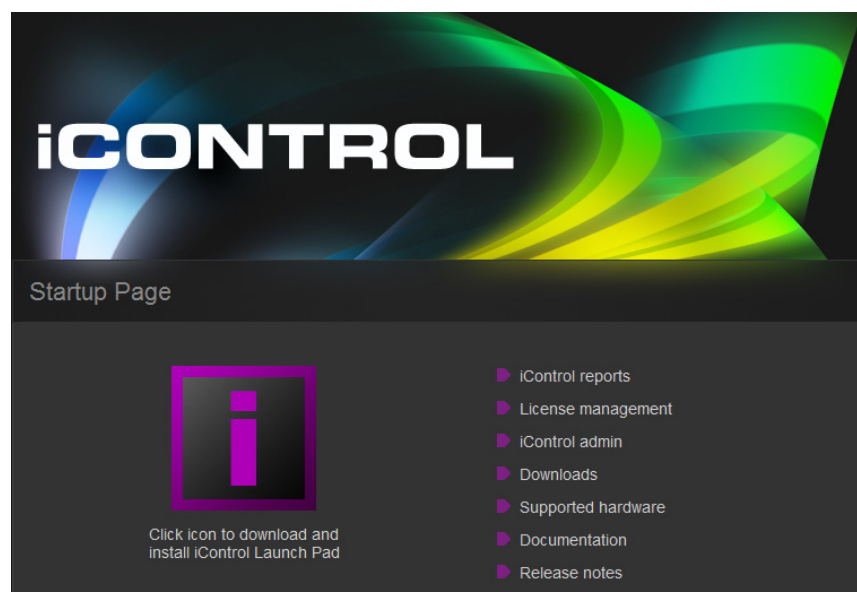 iCONTROL
Startup Page
Click icon to download and
install iControl Launch Pad
iControl reports
License management
iControl admin
Downloads
Supported hardware
Documentation
Release notes